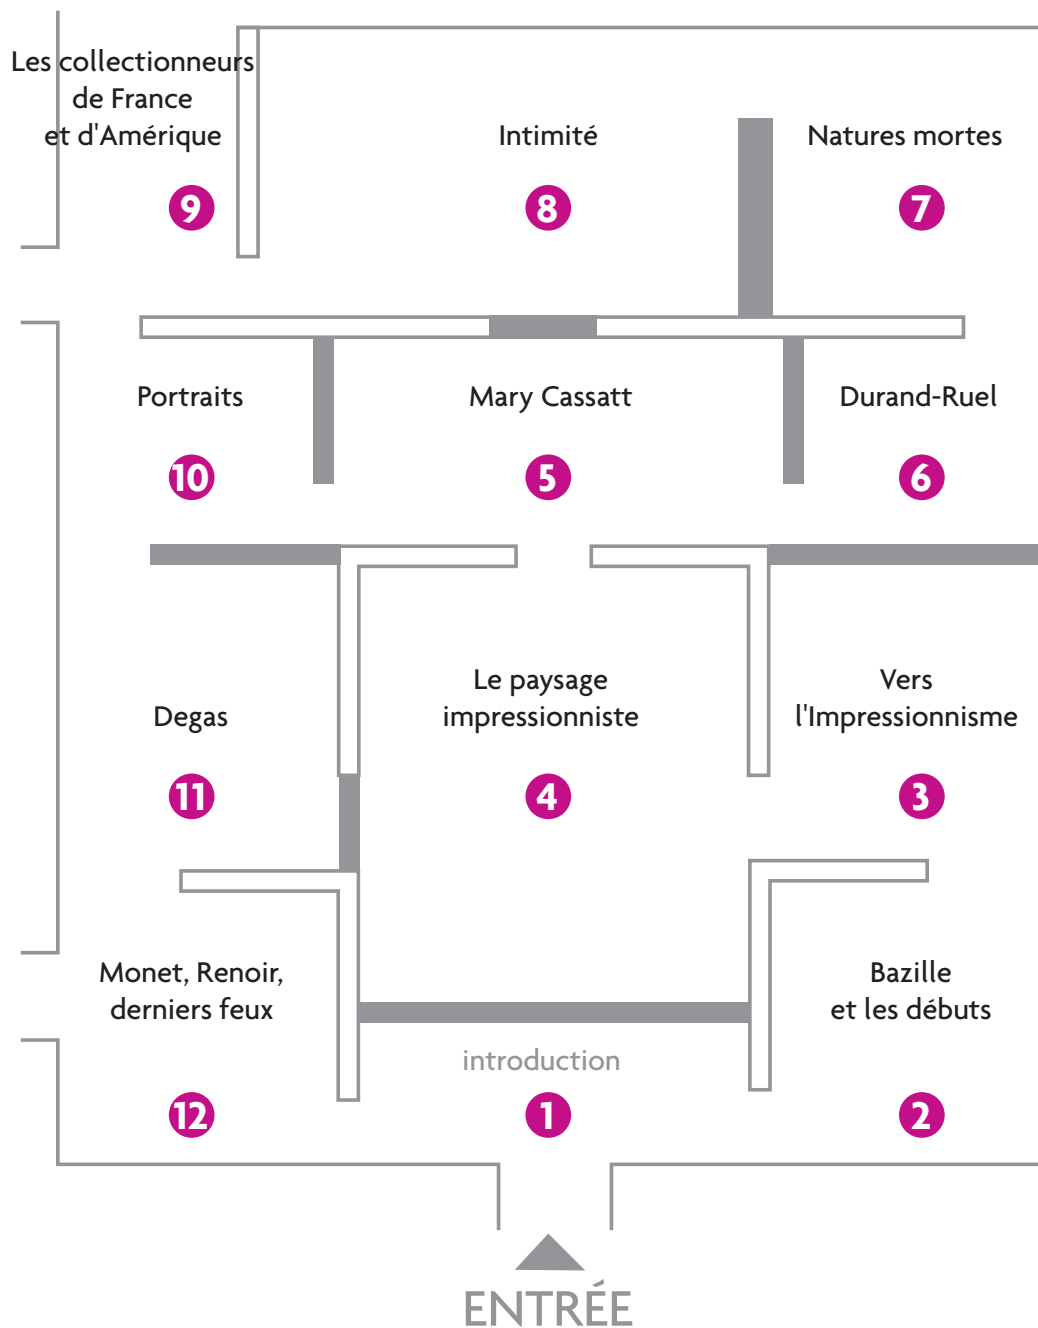 Les collectionneurs
de France
et d'Amérique
9
Intimité
8
Natures mortes
7
Portraits
10
Mary Cassatt
5
Durand-Ruel
6
Degas
11
Le paysage
impressionniste
4
Vers
l'Impressionnisme
3
Monet, Renoir,
derniers feux
12
introduction
1
Bazille
et les débuts
2
ENTRÉE